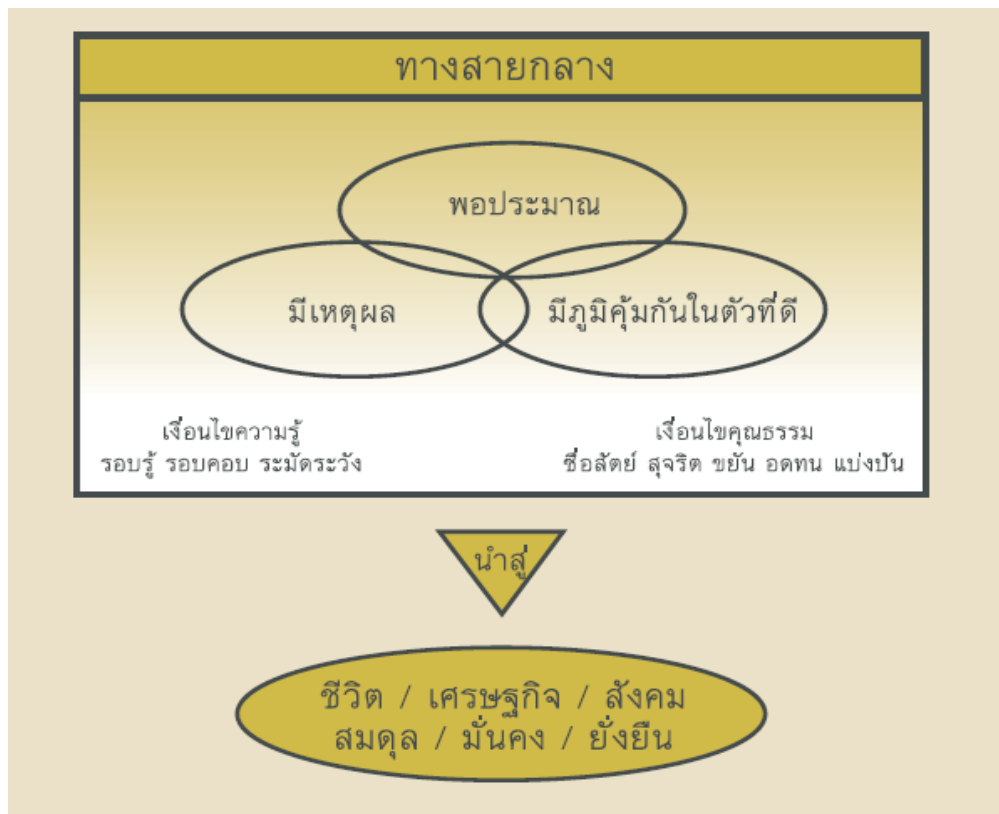 ทางสายกลาง
พอประมาณ
มีเหตุผล
มีภูมิคุ้มกันในตัวที่ดี
เงื่อนไขความรู้
รอบรู้ รอบคอบ ระมัดระวัง
เงื่อนไขคุณธรรม
ซื่อสัตย์ สุจริต ขยัน อดทน แบ่งปัน
นำสู่
ชีวิต / เศรษฐกิจ / สังคม
สมดุล / มั่นคง / ยั่งยืน